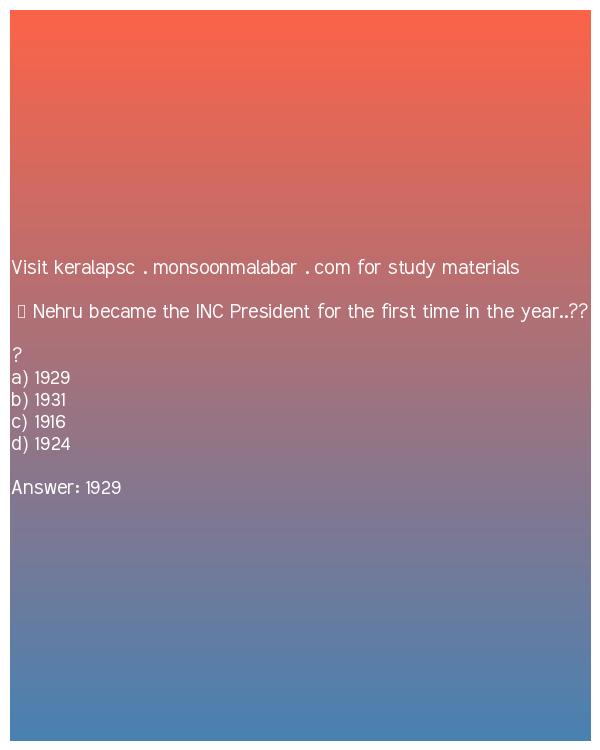 Visit keralapsc . monsoonmalabar . com for study materials
Nehru became the INC President for the first time in the year..??
?
a) 1929
b) 1931
c) 1916
d) 1924
Answer: 1929